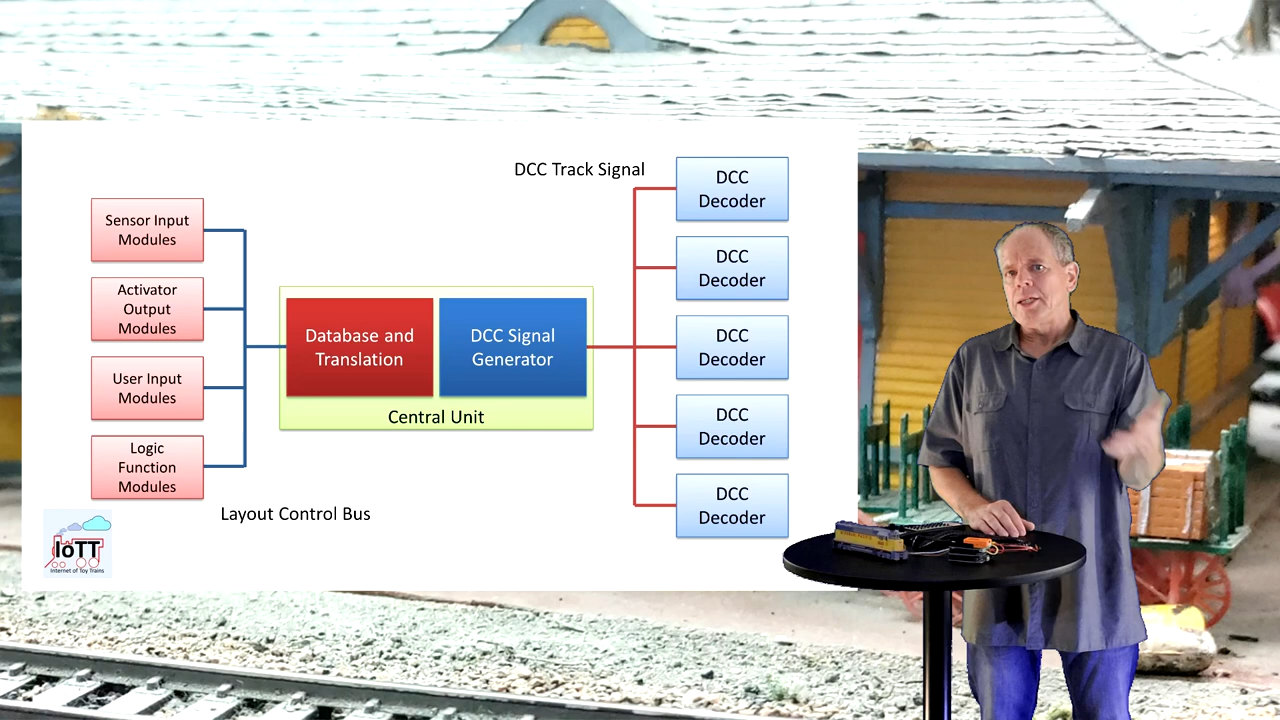 DCC Track Signal
Sensor Input
Modules
Activator
Output
Modules
User Input
Modules
Logic
Function
Modules
Layout Control Bus
Database and
Translation
DCC Signal
Generator
Central Unit
DCC
Decoder
DCC
Decoder
DCC
Decoder
DCC
Decoder
DCC
Decoder
IoTT
Internet of Toy Trains